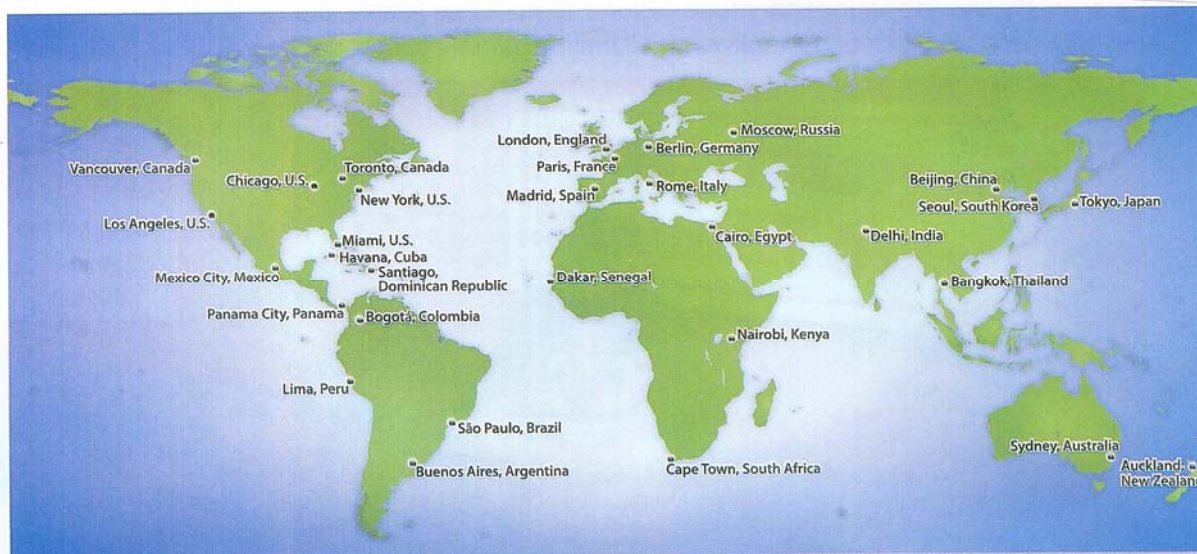 Moscow, Russia
London, England
Berlin, Germany
Vancouver, Canada
Toronto, Canada
Paris, France
Chicago, U.S.
Beijing, China
New York, U.S.
Madrid, Spain
Rome, Italy
Seoul, South Korea
Tokyo, Japan
Los Angeles, U.S.
Cairo, Egypt
Delhi, India
Miami, U.S.
Havana, Cuba
Mexico City, Mexico
Santiago,
Dominican Republic
Dakar, Senegal
Bangkok, Thailand
Panama City, Panama
Bogotá, Colombia
Nairobi, Kenya
Lima, Peru
São Paulo, Brazil
Sydney, Australia
Buenos Aires, Argentina
Cape Town, South Africa
Auckland
New Zealan